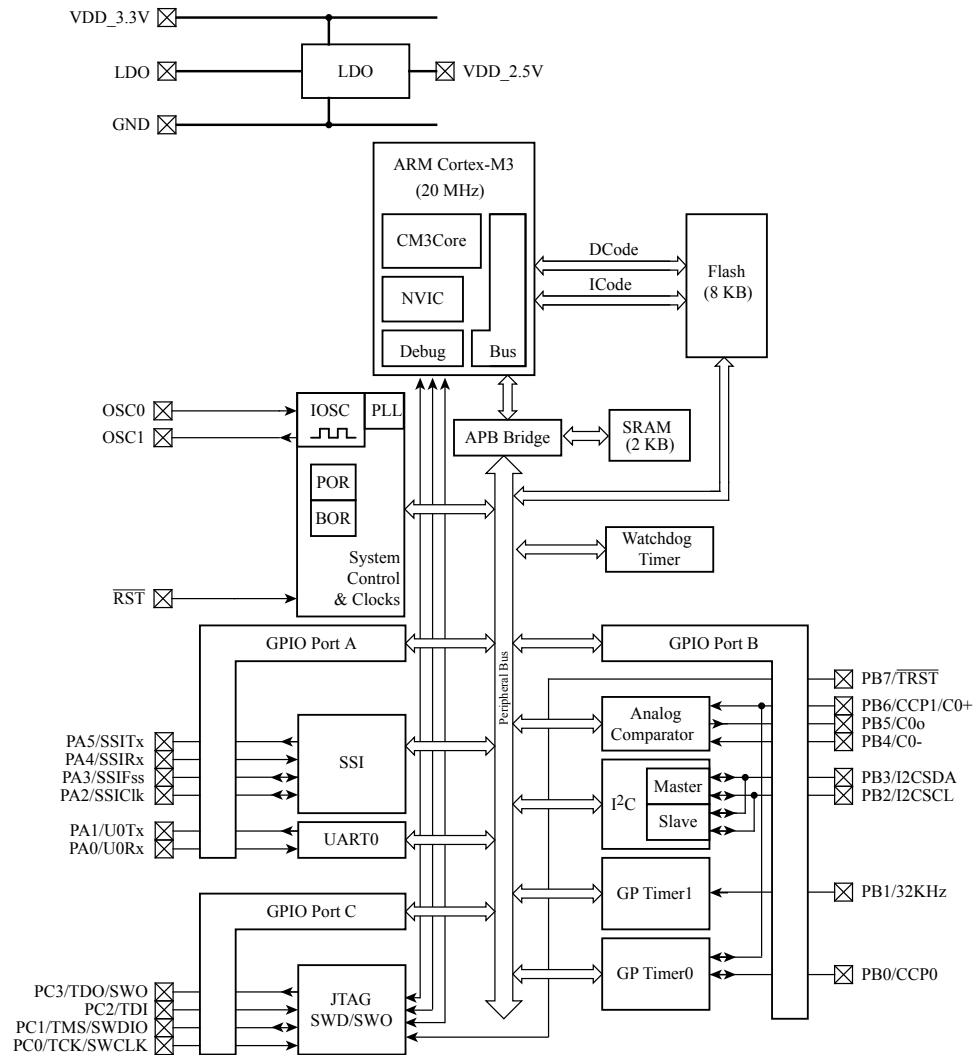 VDD_3.3V
LDO
LDO
VDD_2.5V
GND
ARM Cortex-M3
(20 MHz)
CM3Core
NVIC
Debug
Bus
DCode
ICode
Flash
(8 KB)
OSC0
OSC1
IOSC
PLL
POR
BOR
System
Control
& Clocks
RST
APB Bridge
SRAM
(2 KB)
Watchdog
Timer
Peripheral Bus
GPIO Port A
PA5/SSITx
PA4/SSIRx
PA3/SSIFss
PA2/SSIClk
SSI
PA1/U0Tx
PA0/U0Rx
UART0
GPIO Port C
PC3/TDO/SWO
PC2/TDI
PC1/TMS/SWDIO
PC0/TCK/SWCLK
JTAG
SWD/SWO
GPIO Port B
PB7/TRST
PB6/CCP1/C0+
PB5/C0o
PB4/C0-
Analog
Comparator
PB3/I2CSDA
PB2/I2CSCL
I²C
Master
Slave
GP Timer1
PB1/32KHz
GP Timer0
PB0/CCP0